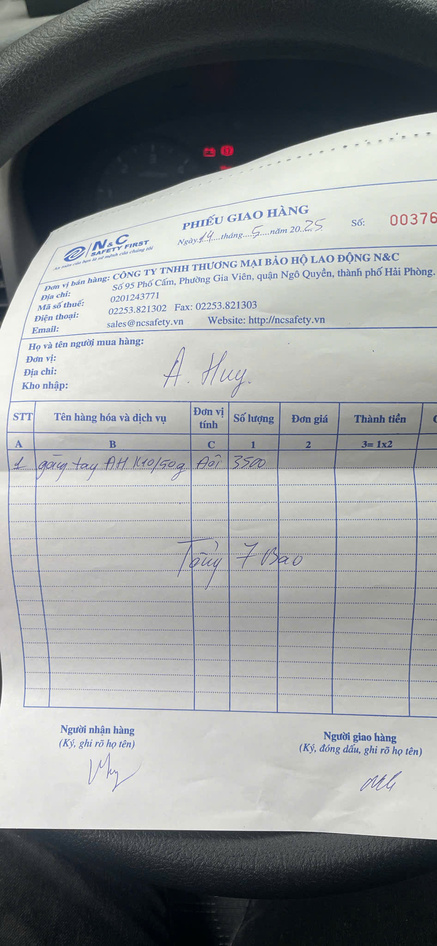 N&C
SAFETY FIRST
PHIẾU GIAO HÀNG
Ngày 14 tháng 5 năm 2025
Số: 00376
Đơn vị bán hàng: CÔNG TY TNHH THƯƠNG MẠI BẢO HỘ LAO ĐỘNG N&C
Địa chỉ: Số 95 Phố Cấm, Phường Gia Viên, quận Ngô Quyền, thành phố Hải Phòng.
Mã số thuế: 0201243771
Điện thoại: 02253.821302 Fax: 02253.821303
Email: sales@ncsafety.vn Website: http://ncsafety.vn
Họ và tên người mua hàng:
Đơn vị:
Địa chỉ:
Kho nhập:
A. Huy.
STT Tên hàng hóa và dịch vụ Đơn vị tính Số lượng Đơn giá Thành tiền
A B C 1 2 3= 1x2
1 găng tay AH K10/50g Đôi 3500
Tổng 7 Bao
Người nhận hàng
(Ký, ghi rõ họ tên)
Người giao hàng
(Ký, đóng dấu, ghi rõ họ tên)